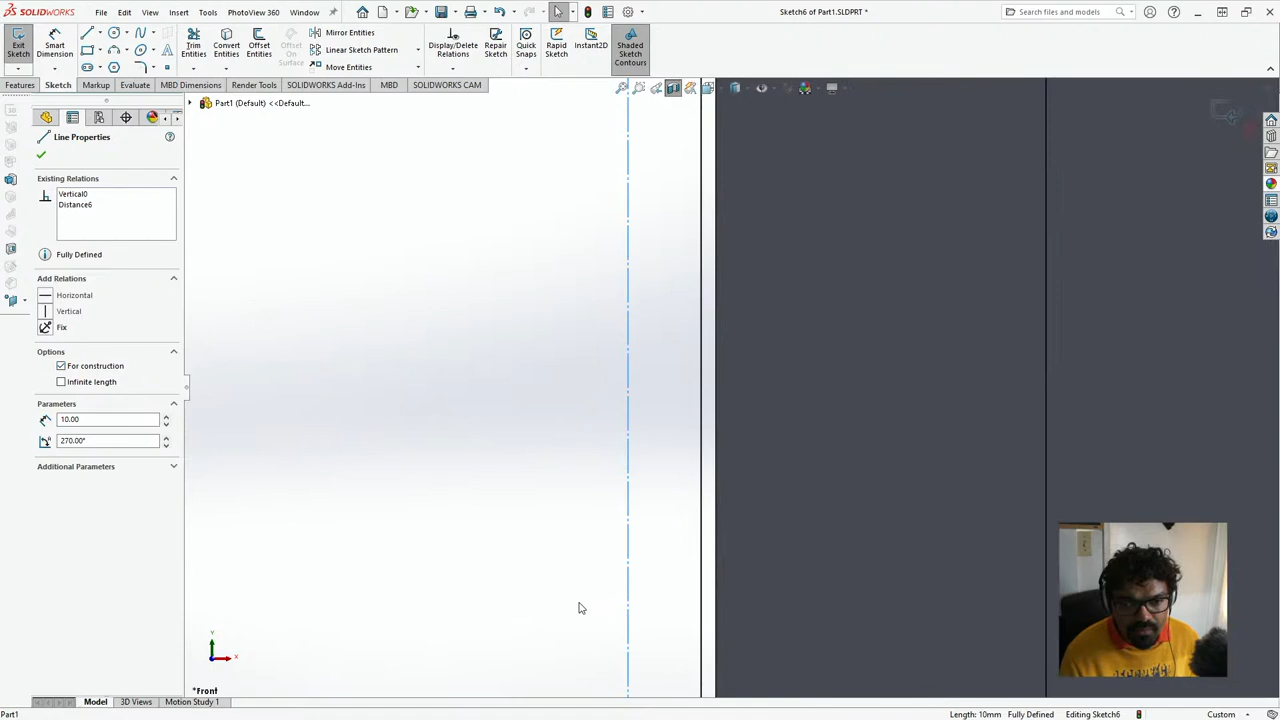 SOLIDWORKS File Edit View Insert Tools PhotoView 360 Window Sketch6 of Part1.SLDPRT * Search files and models
Exit Sketch
Smart Dimension
Trim Entities
Convert Entities
Offset Entities
Offset On Surface
Mirror Entities
Linear Sketch Pattern
Move Entities
Display/Delete Relations
Repair Sketch
Quick Snaps
Rapid Sketch
Instant2D
Shaded Sketch Contours
Features Sketch Markup Evaluate MBD Dimensions Render Tools SOLIDWORKS Add-Ins MBD SOLIDWORKS CAM
Part1 (Default) <<Default...
Line Properties
Existing Relations
Vertical0
Distance6
Fully Defined
Add Relations
Horizontal
Vertical
Fix
Options
For construction
Infinite length
Parameters
10.00
270.00°
Additional Parameters
Y
X
*Front
Model 3D Views Motion Study 1
Part1 Length: 10mm Fully Defined Editing Sketch6 Custom